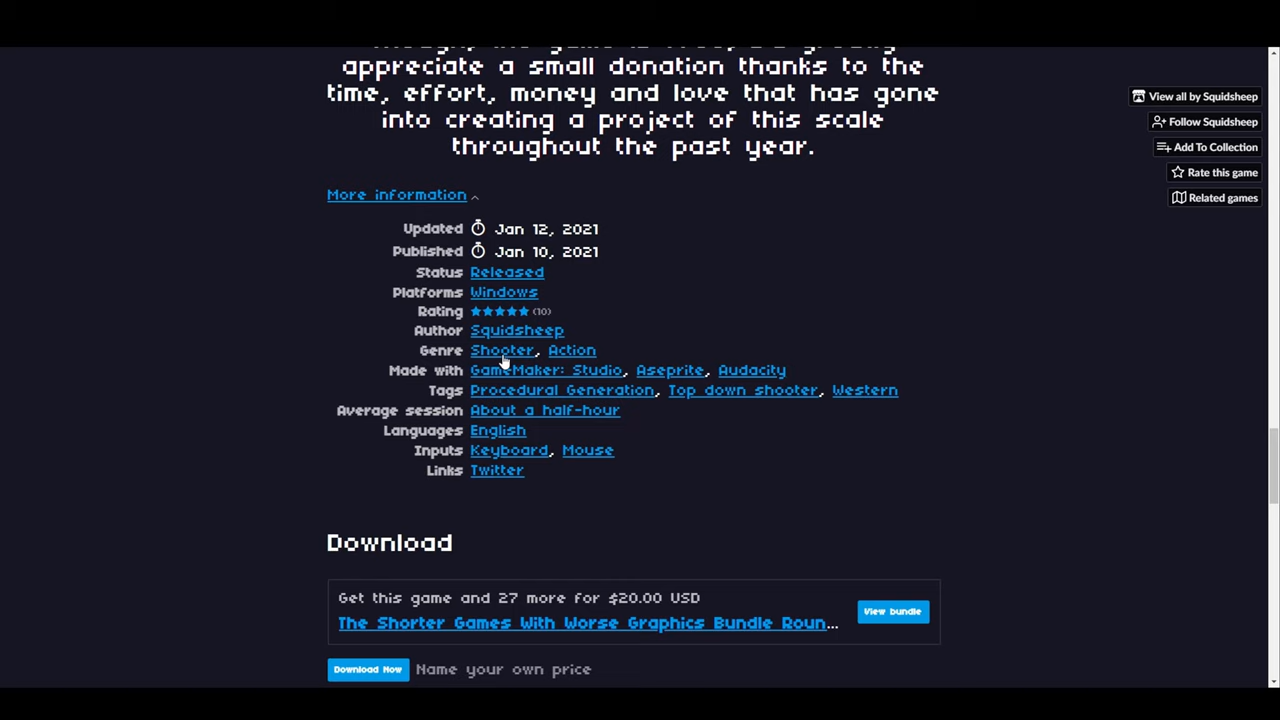 appreciate a small donation thanks to the
time, effort, money and love that has gone
into creating a project of this scale
throughout the past year.
View all by Squidsheep
Follow Squidsheep
Add To Collection
Rate this game
Related games
More information
Updated Jan 12, 2021
Published Jan 10, 2021
Status Released
Platforms Windows
Rating ★★★★★ (10)
Author Squidsheep
Genre Shooter, Action
Made with GameMaker: Studio, Aseprite, Audacity
Tags Procedural Generation, Top down shooter, Western
Average session About a half-hour
Languages English
Inputs Keyboard, Mouse
Links Twitter
Download
Get this game and 27 more for $20.00 USD
The Shorter Games With Worse Graphics Bundle Roun...
View bundle
Download Now Name your own price